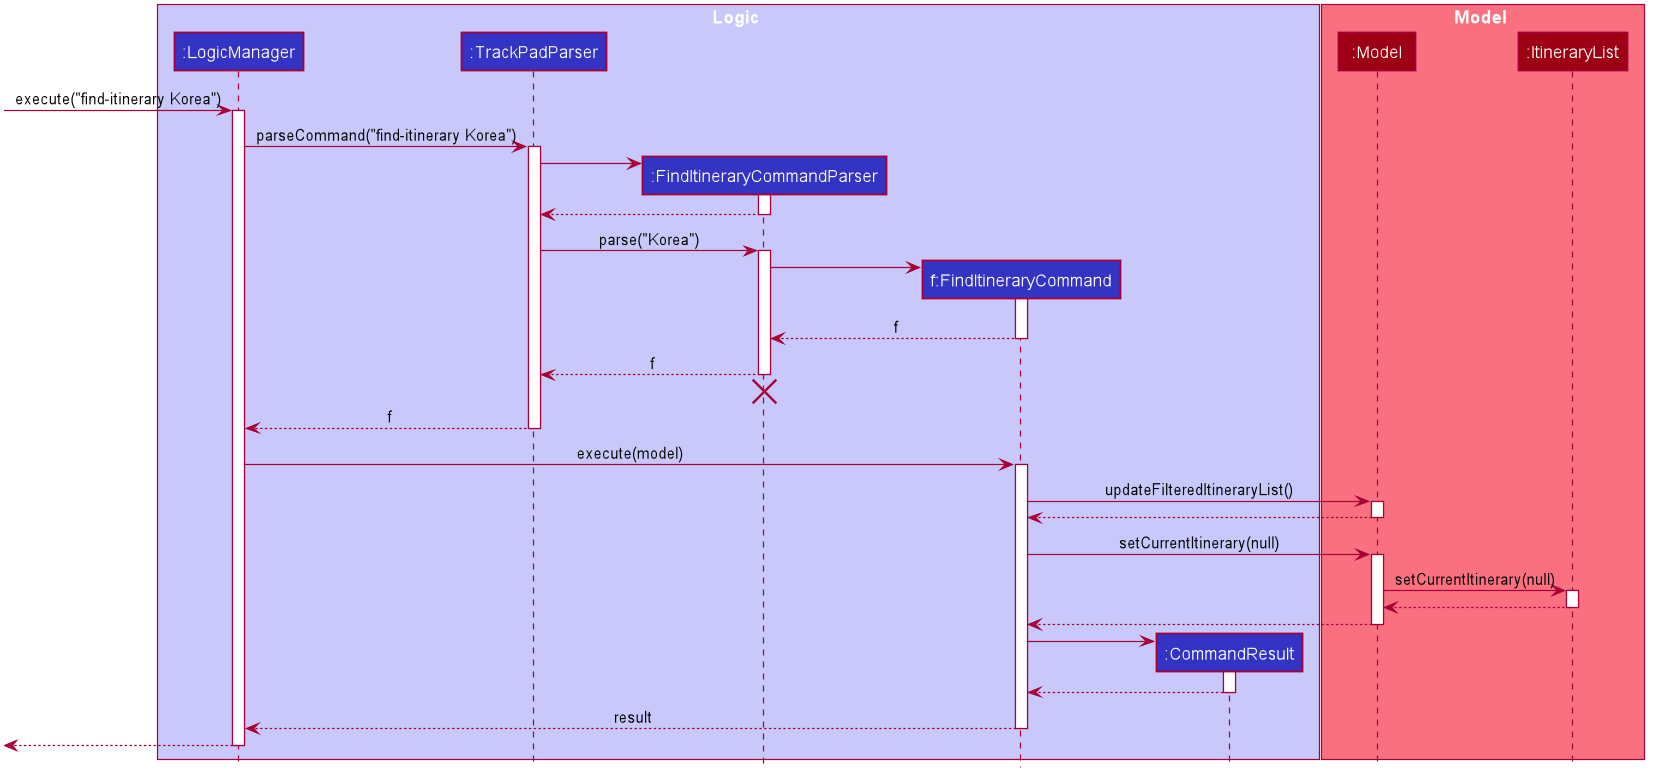 Logic
Model
:LogicManager
:TrackPadParser
:Model
:ItineraryList
execute("find-itinerary Korea")
parseCommand("find-itinerary Korea")
:FindItineraryCommandParser
parse("Korea")
f:FindItineraryCommand
f
f
f
execute(model)
updateFilteredItineraryList()
setCurrentItinerary(null)
setCurrentItinerary(null)
:CommandResult
result